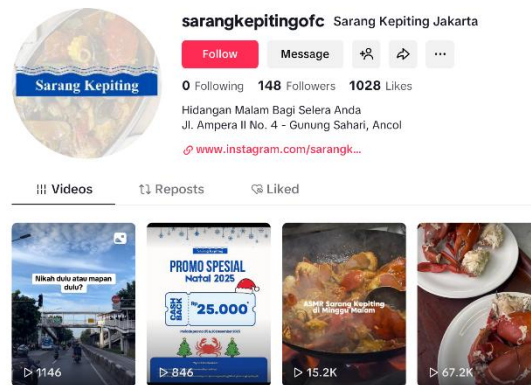 sarangkepitingofc Sarang Kepiting Jakarta
Follow Message ...
0 Following 148 Followers 1028 Likes
Sarang Kepiting
Hidangan Malam Bagi Selera Anda
Jl. Ampera II No. 4 - Gunung Sahari, Ancol
www.instagram.com/sarangk...
Videos Reposts Liked
Nikah dulu atau mapan
dulu?
1146
PROMO SPESIAL
Natal 2025
CASH
BACK
Rp 25.000
846
ASMR Sarang Kepiting
di Minggu Malam
15.2K
67.2K